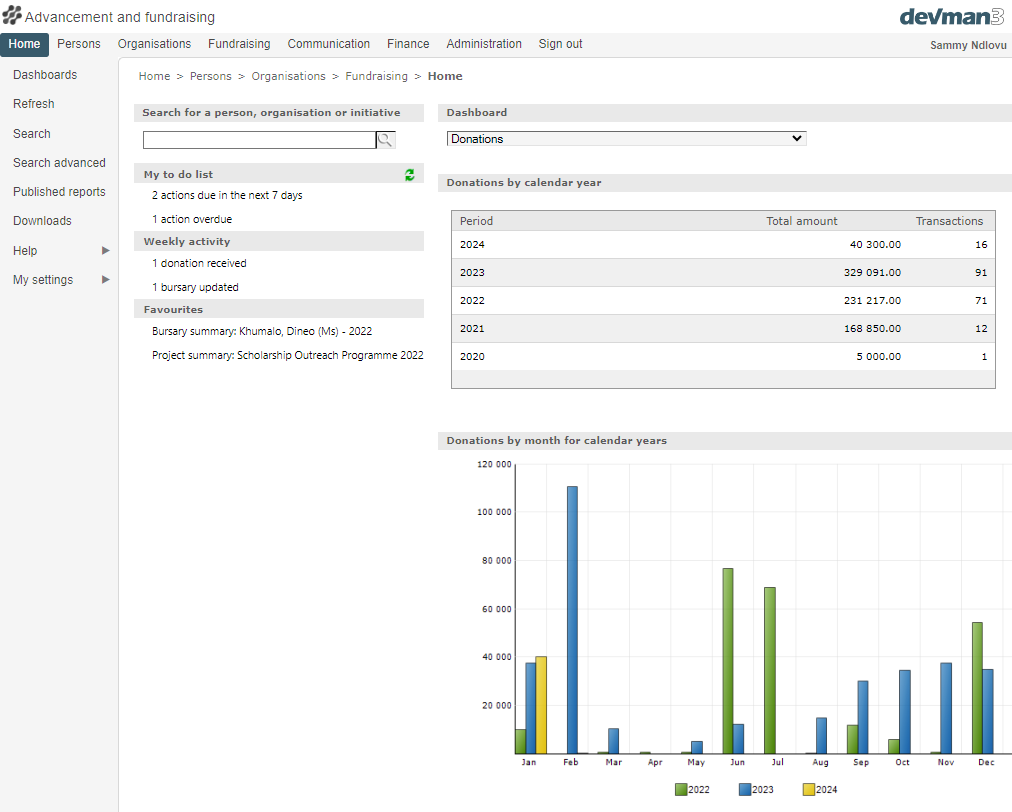 Advancement and fundraising
devman3
Home Persons Organisations Fundraising Communication Finance Administration Sign out
Sammy Ndlovu
Dashboards
Refresh
Search
Search advanced
Published reports
Downloads
Help
My settings
Home > Persons > Organisations > Fundraising > Home
Search for a person, organisation or initiative
My to do list
2 actions due in the next 7 days
1 action overdue
Weekly activity
1 donation received
1 bursary updated
Favourites
Bursary summary: Khumalo, Dineo (Ms) - 2022
Project summary: Scholarship Outreach Programme 2022
Dashboard
Donations
Donations by calendar year
Period Total amount Transactions
2024 40 300.00 16
2023 329 091.00 91
2022 231 217.00 71
2021 168 850.00 12
2020 5 000.00 1
Donations by month for calendar years
120 000
100 000
80 000
60 000
40 000
20 000
Jan Feb Mar Apr May Jun Jul Aug Sep Oct Nov Dec
2022 2023 2024